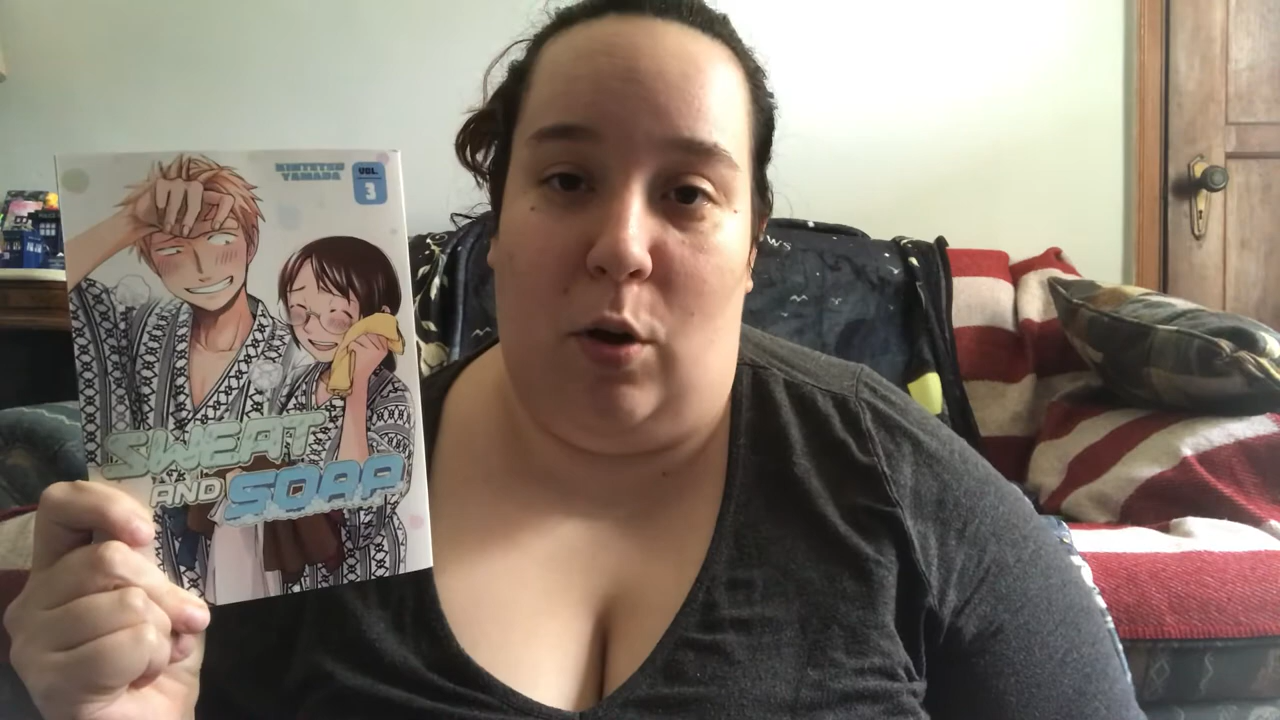 KINTETSU
YAMADA
VOL.
3
SWEAT
AND SOAP